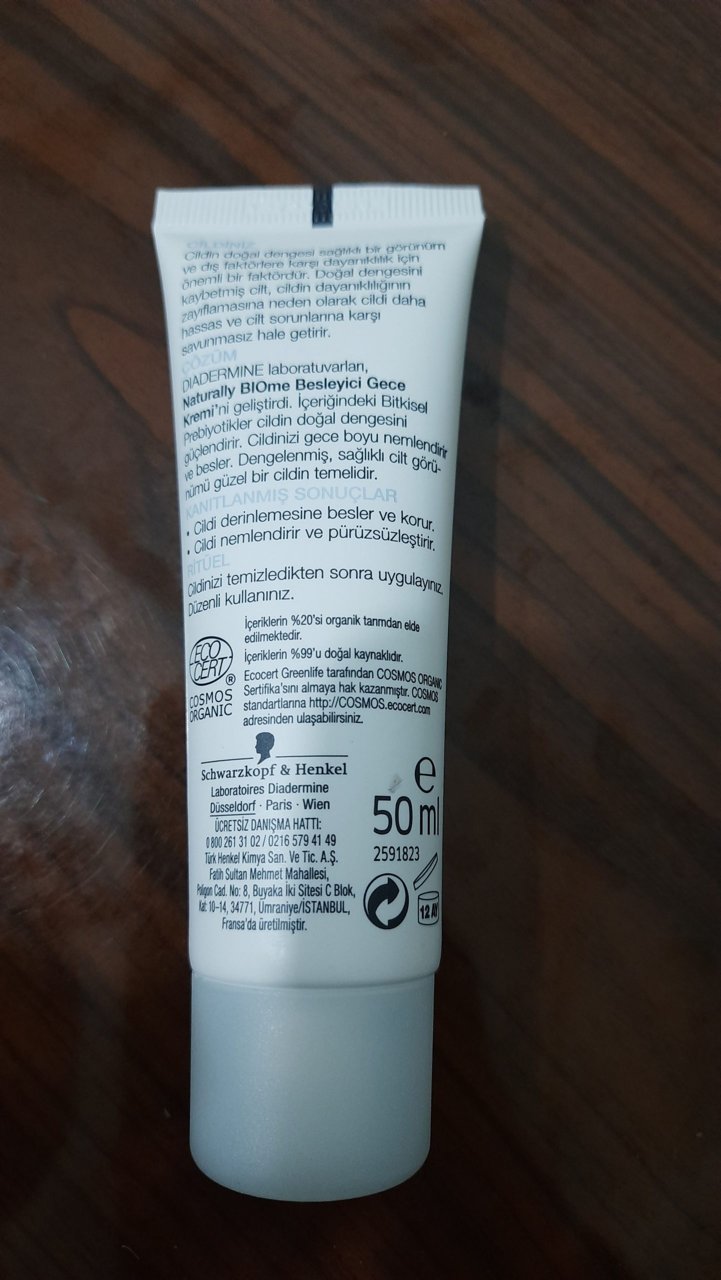 CİLDİNİZ
Cildin doğal dengesi sağlıklı bir görünüm
ve dış faktörlere karşı dayanıklılık için
önemli bir faktördür. Doğal dengesini
kaybetmiş cilt, cildin dayanıklılığının
zayıflamasına neden olarak cildi daha
hassas ve cilt sorunlarına karşı
savunmasız hale getirir.
ÇÖZÜM
DIADERMINE laboratuvarları,
Naturally BIOme Besleyici Gece
Kremi'ni geliştirdi. İçeriğindeki Bitkisel
Prebiyotikler cildin doğal dengesini
güçlendirir. Cildinizi gece boyu nemlendirir
ve besler. Dengelenmiş, sağlıklı cilt görü-
nümü güzel bir cildin temelidir.
KANITLANMIŞ SONUÇLAR
• Cildi derinlemesine besler ve korur.
• Cildi nemlendirir ve pürüzsüzleştirir.
RİTÜEL
Cildinizi temizledikten sonra uygulayınız.
Düzenli kullanınız.
İçeriklerin %20'si organik tarımdan elde
edilmektedir.
İçeriklerin %99'u doğal kaynaklıdır.
Ecocert Greenlife tarafından COSMOS ORGANIC
Sertifika'sını almaya hak kazanmıştır. COSMOS
standartlarına http://COSMOS.ecocert.com
adresinden ulaşabilirsiniz.
ECO
CERT
®
COSMOS
ORGANIC
Schwarzkopf & Henkel
Laboratoires Diadermine
Düsseldorf · Paris · Wien
ÜCRETSİZ DANIŞMA HATTI:
0 800 261 31 02 / 0216 579 41 49
Türk Henkel Kimya San. Ve Tic. A.Ş.
Fatih Sultan Mehmet Mahallesi,
Poligon Cad. No: 8, Buyaka İki Sitesi C Blok,
Kat: 10-14, 34771, Ümraniye/İSTANBUL,
Fransa'da üretilmiştir.
e
50 ml
2591823
12 AY